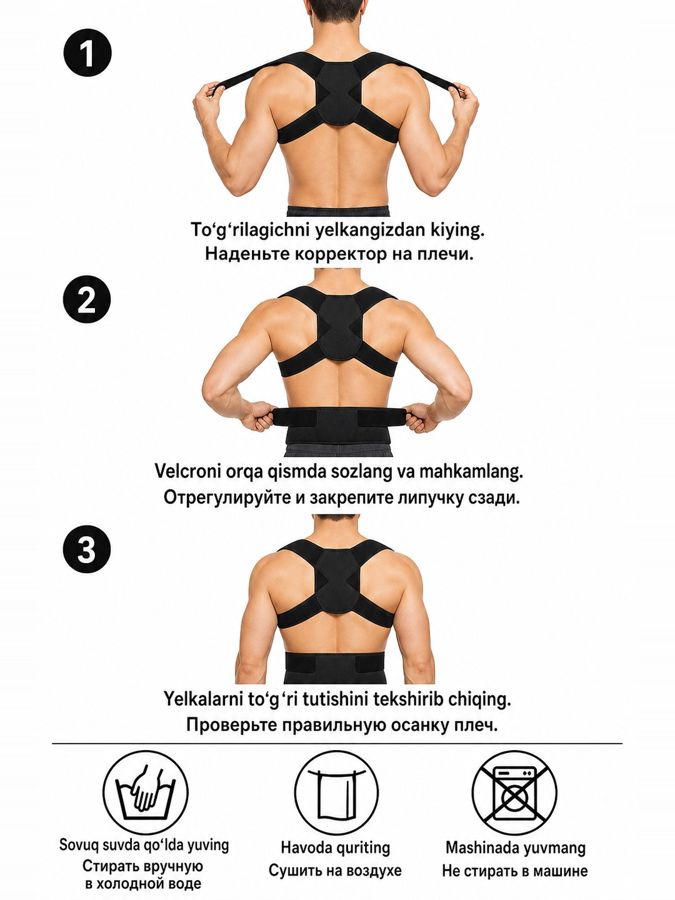 1
To‘g‘rilagichni yelkangizdan kiying.
Наденьте корректор на плечи.
2
Velcroni orqa qismda sozlang va mahkamlang.
Отрегулируйте и закрепите липучку сзади.
3
Yelkalarni to‘g‘ri tutishini tekshirib chiqing.
Проверьте правильную осанку плеч.
Sovuq suvda qo‘lda yuving
Стирать вручную
в холодной воде
Havoda quriting
Сушить на воздухе
Mashinada yuvmang
Не стирать в машине